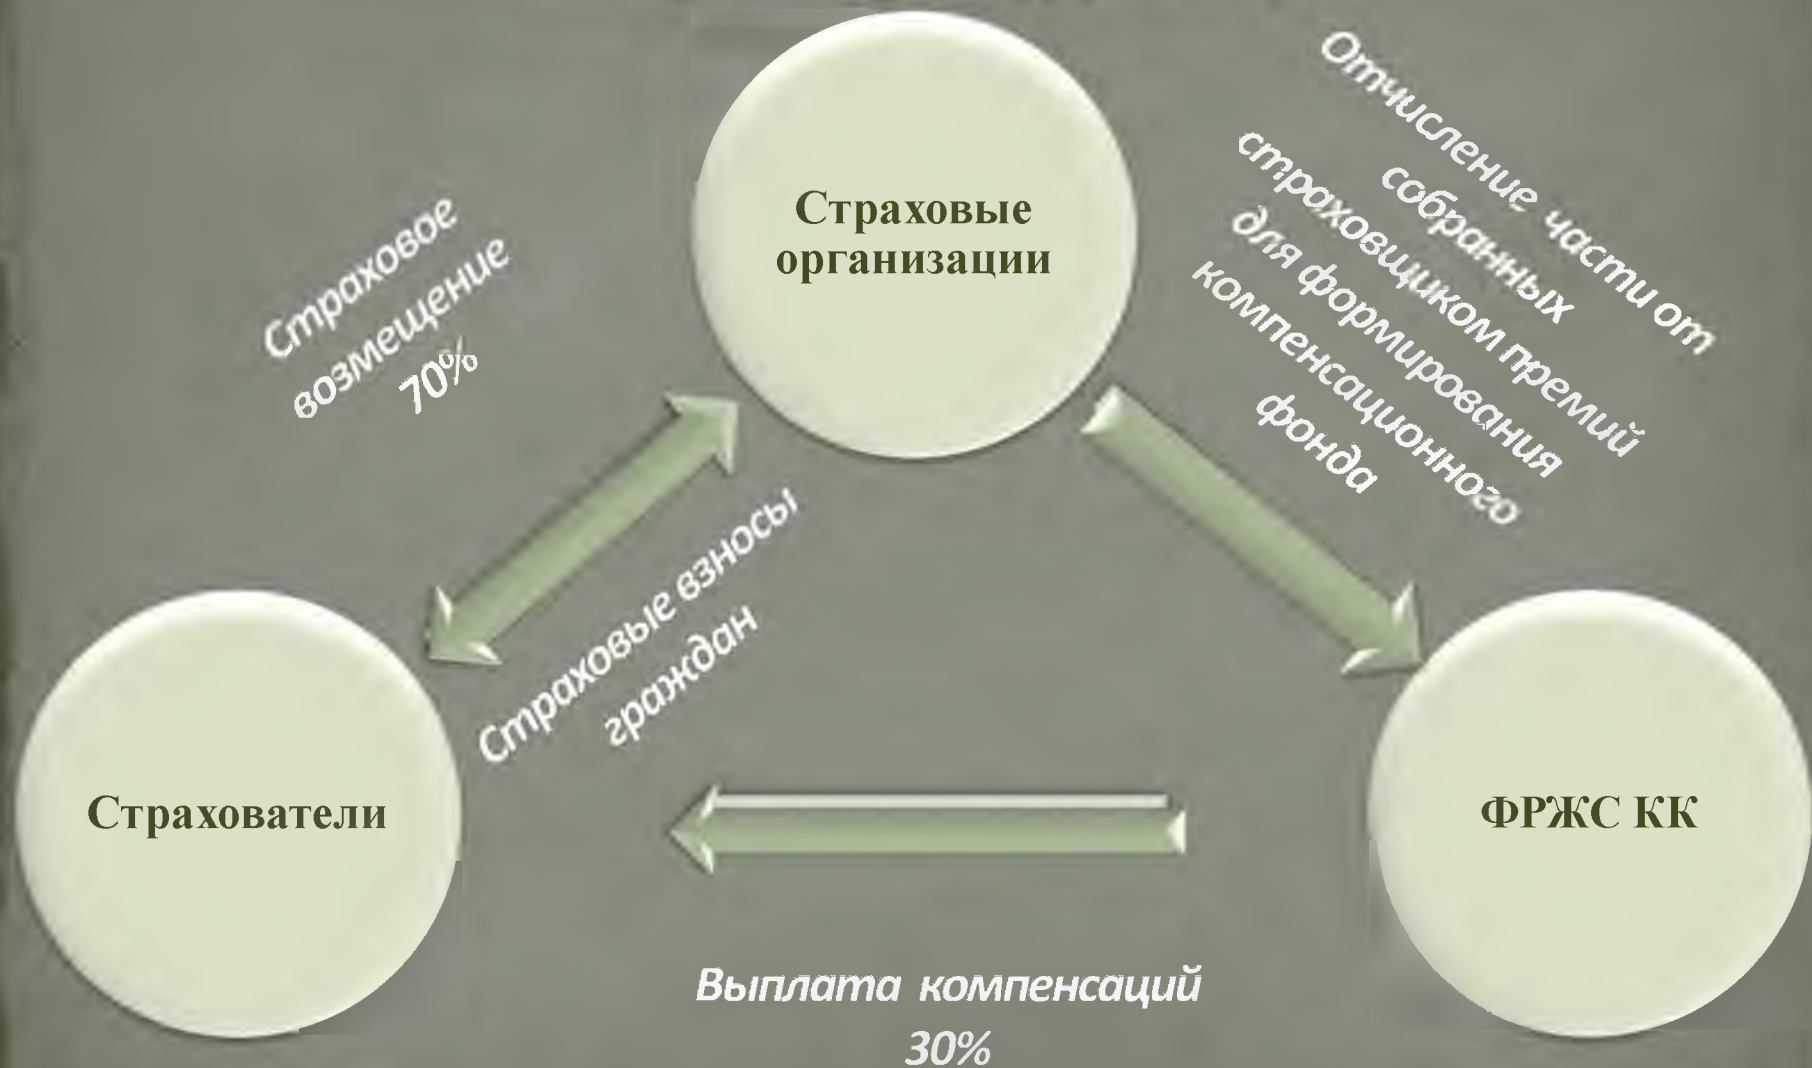 Страховые
организации
Отчисление части от
собранных
страховщиком премий
для формирования
компенсационного
фонда
Страховое
возмещение
70%
Страховые взносы
граждан
Страхователи
ФРЖС КК
Выплата компенсаций
30%